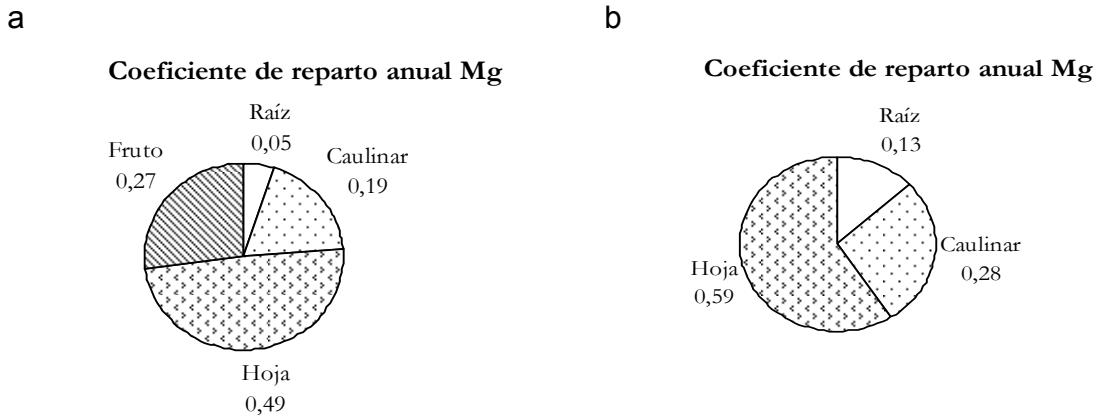 a
Coeficiente de reparto anual Mg
Raíz
0,05
Fruto
0,27
Caulinar
0,19
Hoja
0,49
b
Coeficiente de reparto anual Mg
Raíz
0,13
Caulinar
0,28
Hoja
0,59